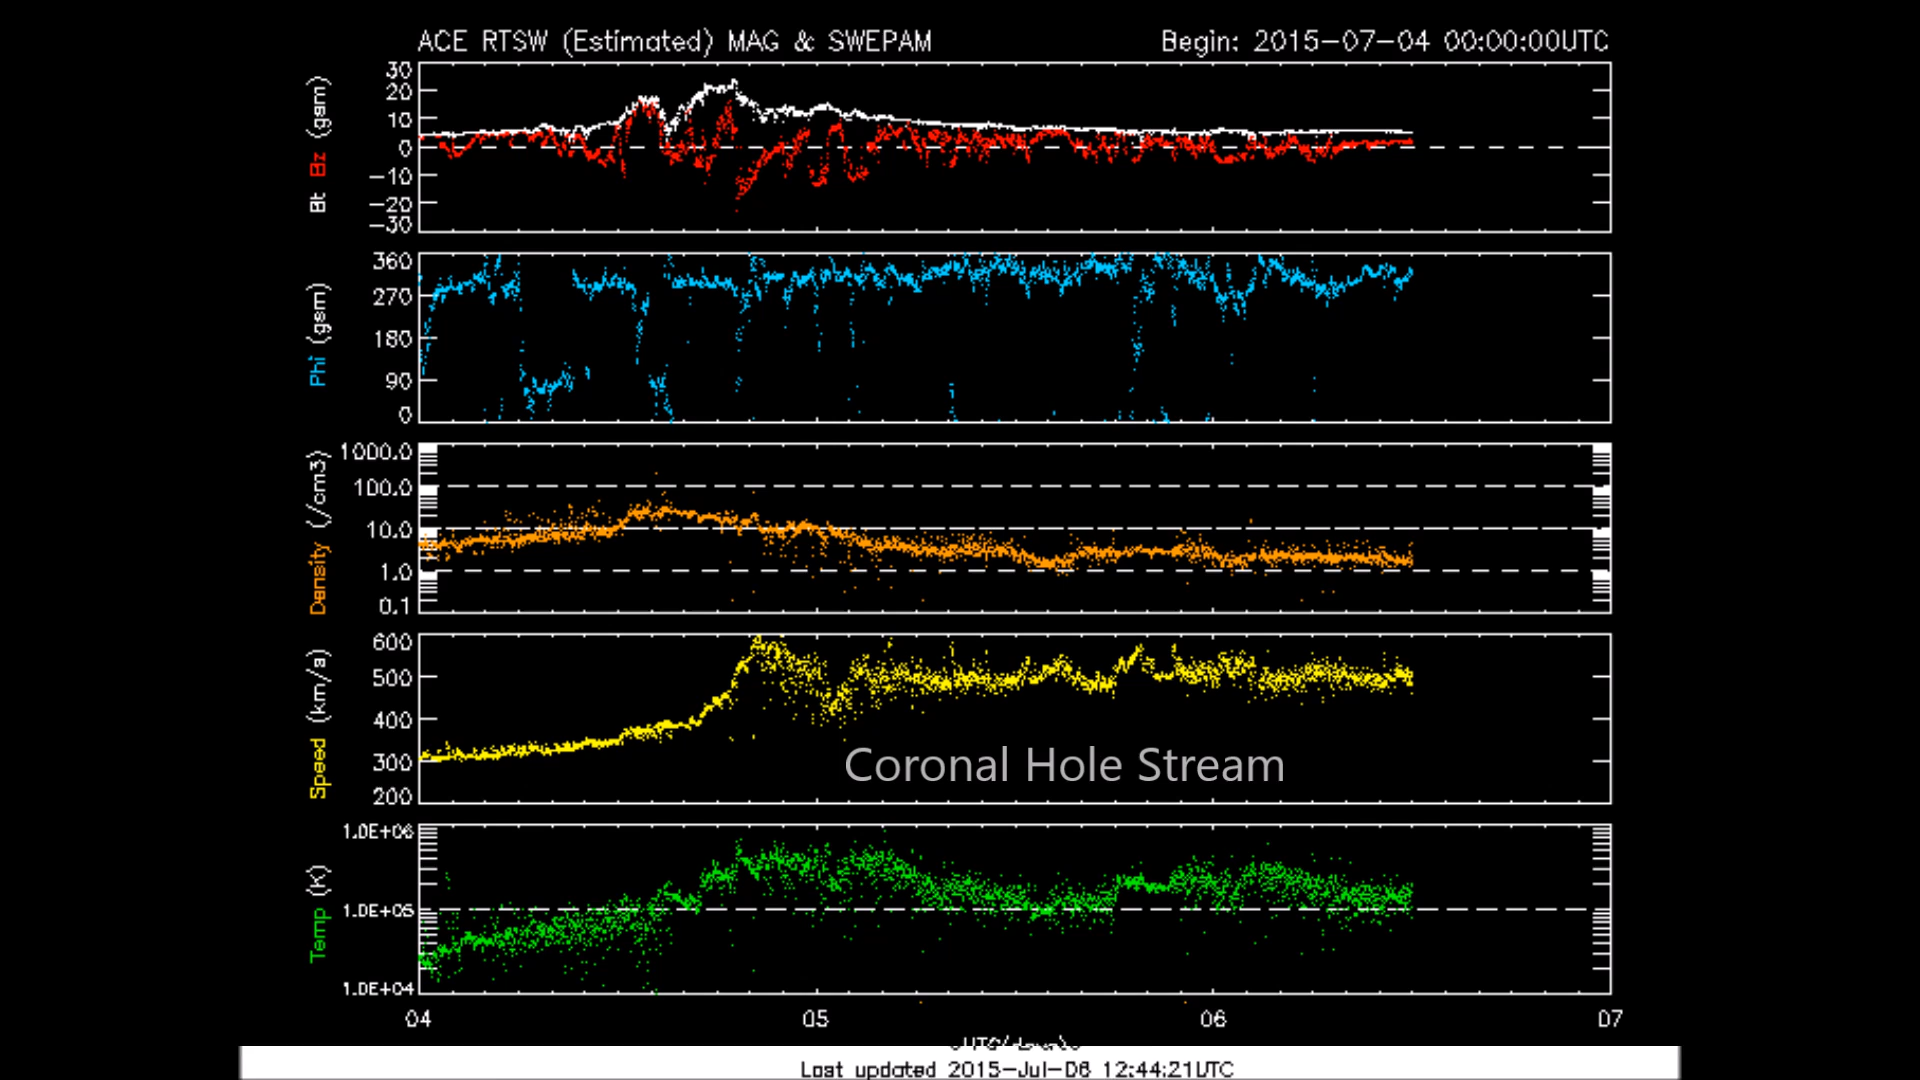 ACE RTSW (Estimated) MAG & SWEPAM Begin: 2015-07-04 00:00:00UTC
Bt Bz (gsm)
30
20
10
0
-10
-20
-30
Phi (gsm)
360
270
180
90
0
Density (/cm3)
1000.0
100.0
10.0
1.0
0.1
Speed (km/s)
600
500
400
300
200
Coronal Hole Stream
Temp (K)
1.0E+06
1.0E+05
1.0E+04
04 05 06 07
Last updated 2015-Jul-06 12:44:21UTC